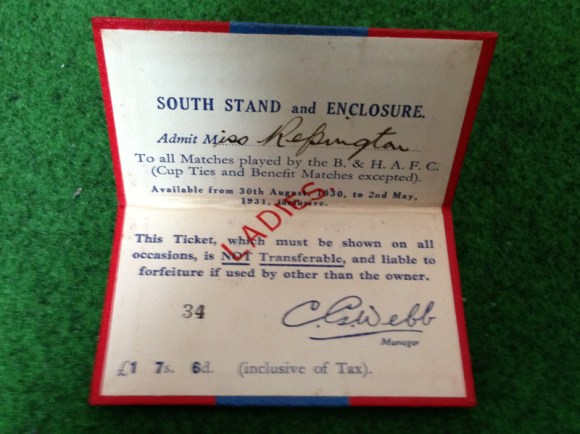 SOUTH STAND and ENCLOSURE.
Admit Miss Reppington
To all Matches played by the B. & H. A. F. C.
(Cup Ties and Benefit Matches excepted).
Available from 30th August, 1930, to 2nd May,
1931, inclusive.
LADIES.
This Ticket, which must be shown on all
occasions, is NOT Transferable, and liable to
forfeiture if used by other than the owner.
34
C. G. Webb
Manager
£1 7s. 6d. (inclusive of Tax).